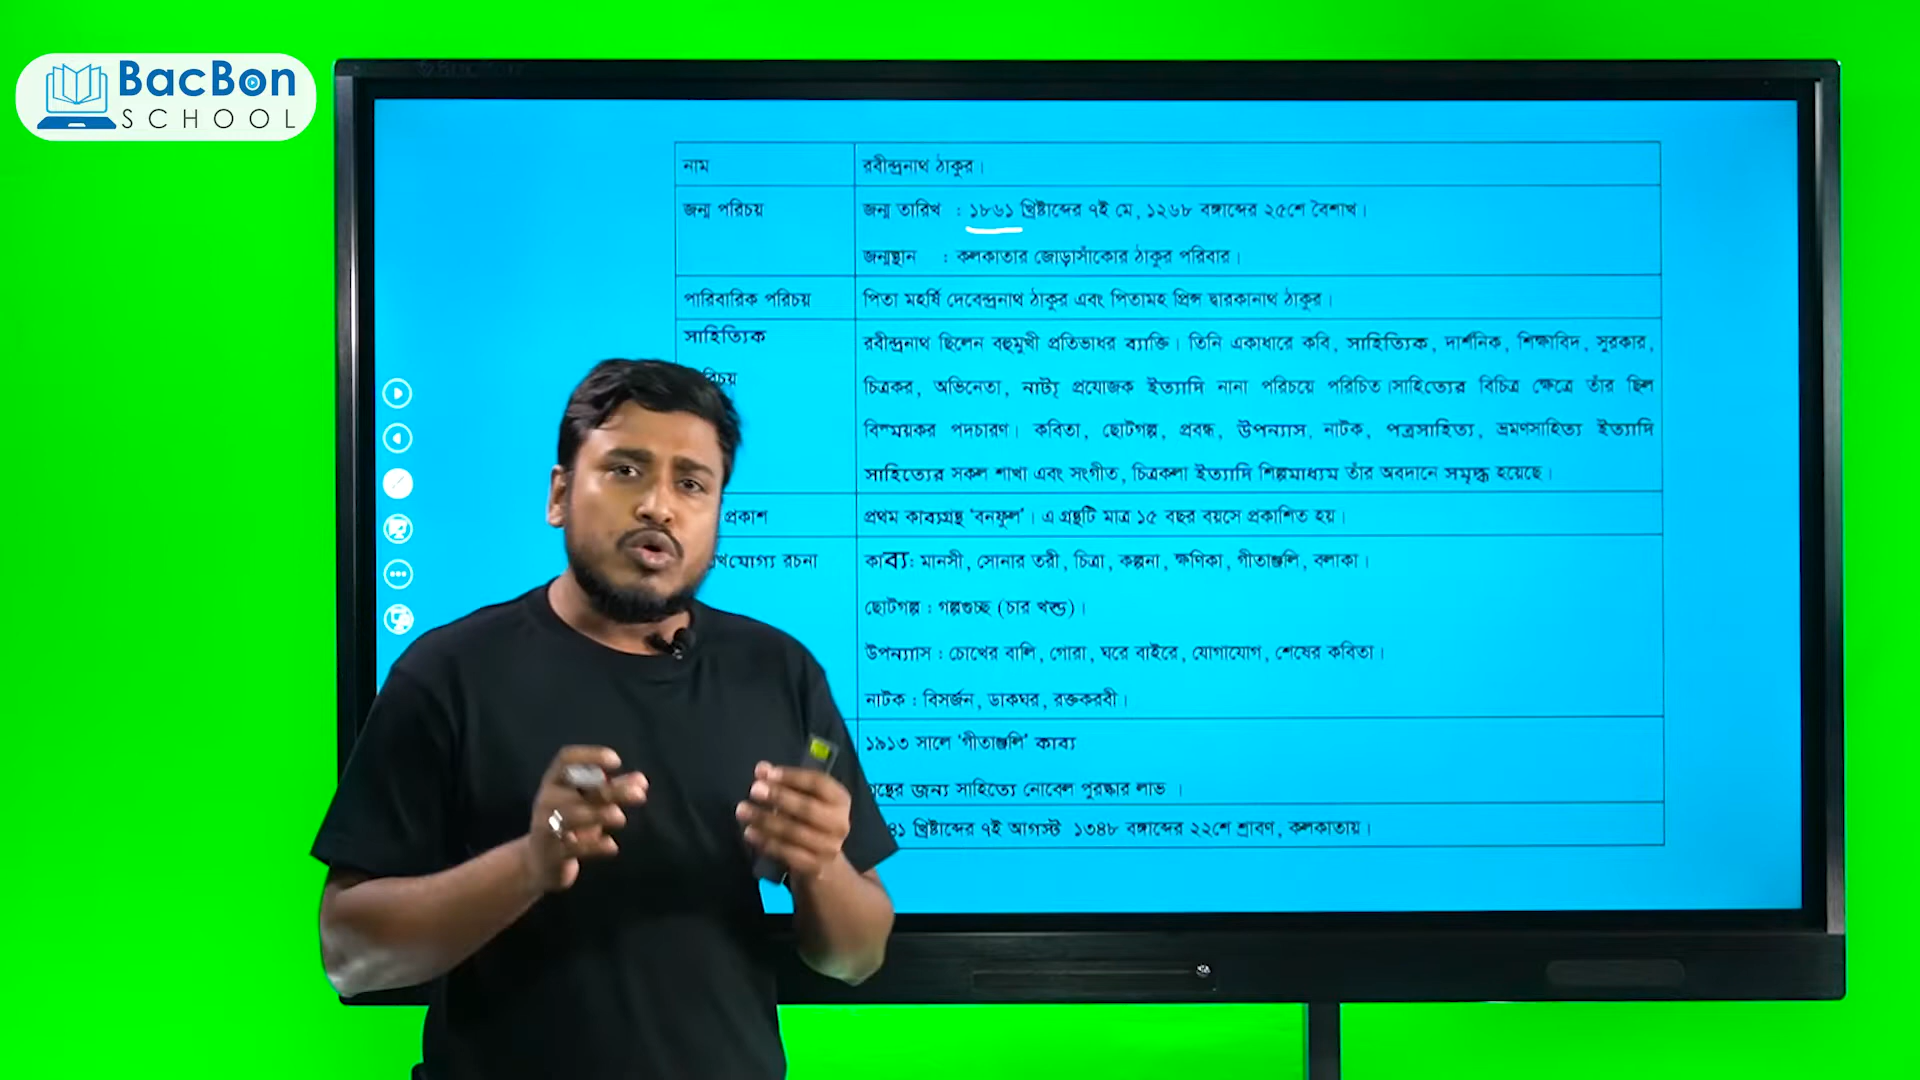 BacBon
SCHOOL
নাম
রবীন্দ্রনাথ ঠাকুর।
জন্ম পরিচয়
জন্ম তারিখ : ১৮৬১ খ্রিষ্টাব্দের ৭ই মে, ১২৬৮ বঙ্গাব্দের ২৫শে বৈশাখ।
জন্মস্থান : কলকাতার জোড়াসাঁকোর ঠাকুর পরিবার।
পারিবারিক পরিচয়
পিতা মহর্ষি দেবেন্দ্রনাথ ঠাকুর এবং পিতামহ প্রিন্স দ্বারকানাথ ঠাকুর।
সাহিত্যিক
রবীন্দ্রনাথ ছিলেন বহুমুখী প্রতিভাধর ব্যাক্তি। তিনি একাধারে কবি, সাহিত্যিক, দার্শনিক, শিক্ষাবিদ, সুরকার,
চিত্রকর, অভিনেতা, নাট্য প্রযোজক ইত্যাদি নানা পরিচয়ে পরিচিত।সাহিত্যের বিচিত্র ক্ষেত্রে তাঁর ছিল
বিস্ময়কর পদচারণ। কবিতা, ছোটগল্প, প্রবন্ধ, উপন্যাস, নাটক, পত্রসাহিত্য, ভ্রমণসাহিত্য ইত্যাদি
সাহিত্যের সকল শাখা এবং সংগীত, চিত্রকলা ইত্যাদি শিল্পমাধ্যম তাঁর অবদানে সমৃদ্ধ হয়েছে।
প্রকাশ
প্রথম কাব্যগ্রন্থ 'বনফুল'। এ গ্রন্থটি মাত্র ১৫ বছর বয়সে প্রকাশিত হয়।
রচনা
কাব্য: মানসী, সোনার তরী, চিত্রা, কল্পনা, ক্ষণিকা, গীতাঞ্জলি, বলাকা।
ছোটগল্প : গল্পগুচ্ছ (চার খন্ড)।
উপন্যাস : চোখের বালি, গোরা, ঘরে বাইরে, যোগাযোগ, শেষের কবিতা।
নাটক : বিসর্জন, ডাকঘর, রক্তকরবী।
১৯১৩ সালে 'গীতাঞ্জলি' কাব্য
জন্য সাহিত্যে নোবেল পুরষ্কার লাভ ।
খ্রিষ্টাব্দের ৭ই আগস্ট ১৩৪৮ বঙ্গাব্দের ২২শে শ্রাবণ, কলকাতায়।